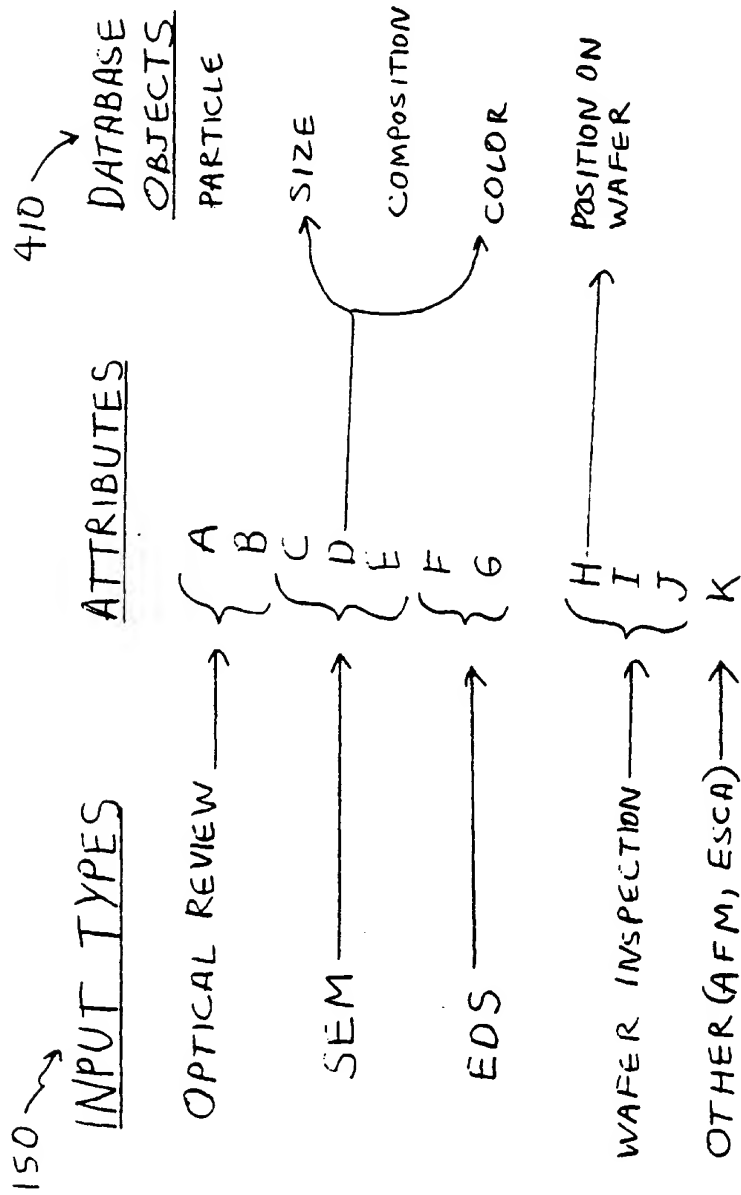 150
INPUT TYPES
OPTICAL REVIEW
SEM
EDS
WAFER INSPECTION
OTHER (AFM, ESCA)
ATTRIBUTES
A
B
C
D
E
F
G
H
I
J
K
410
DATABASE
OBJECTS
PARTICLE
SIZE
COMPOSITION
COLOR
POSITION ON
WAFER